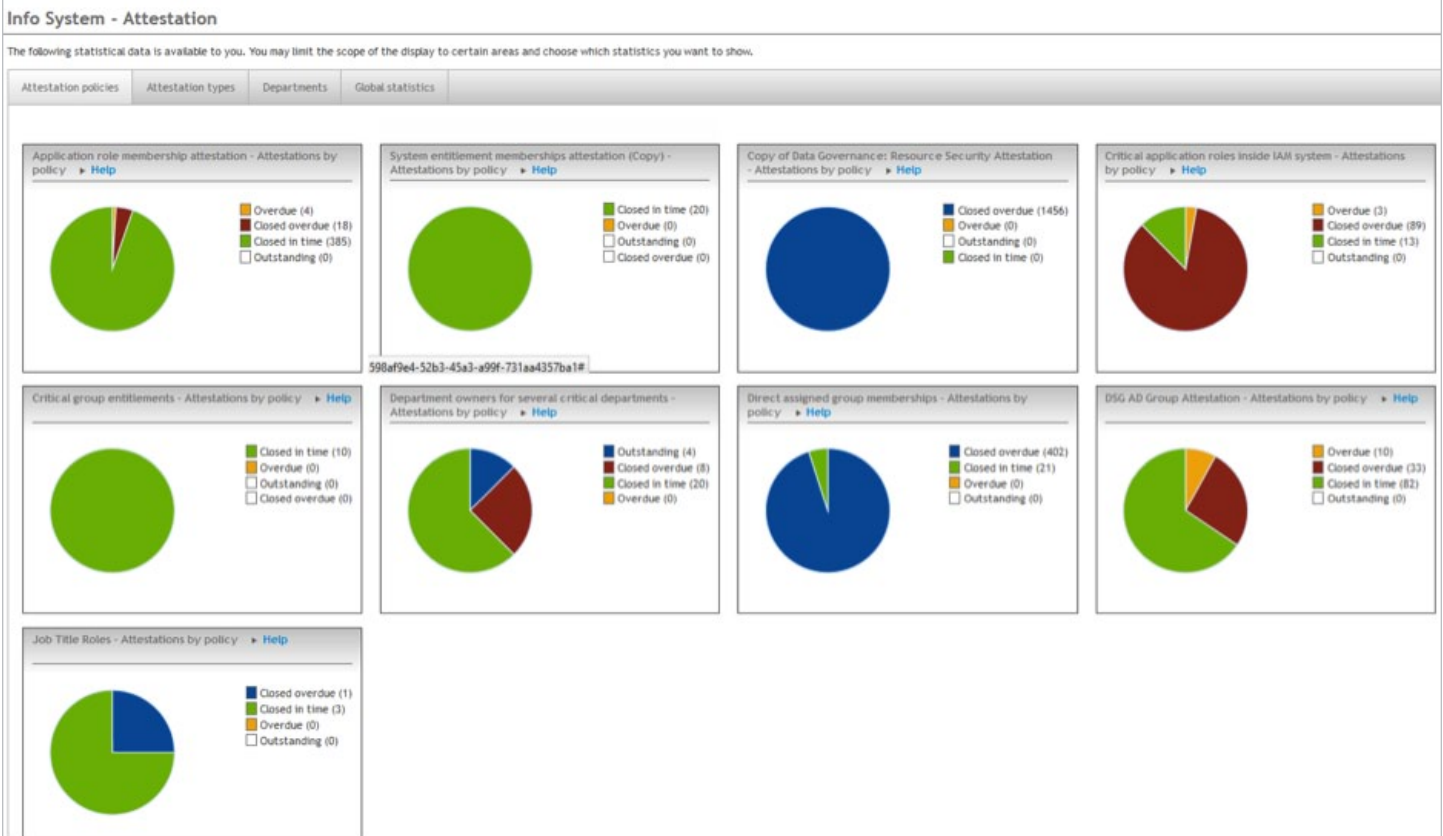 Info System - Attestation
The following statistical data is available to you. You may limit the scope of the display to certain areas and choose which statistics you want to show.
Attestation policies
Attestation types
Departments
Global statistics
Application role membership attestation - Attestations by
policy ▸ Help
Overdue (4)
Closed overdue (18)
Closed in time (385)
Outstanding (0)
System entitlement memberships attestation (Copy) -
Attestations by policy ▸ Help
Closed in time (20)
Overdue (0)
Outstanding (0)
Closed overdue (0)
Copy of Data Governance: Resource Security Attestation
- Attestations by policy ▸ Help
Closed overdue (1456)
Overdue (0)
Outstanding (0)
Closed in time (0)
Critical application roles inside IAM system - Attestations
by policy ▸ Help
Overdue (3)
Closed overdue (89)
Closed in time (13)
Outstanding (0)
598af9e4-52b3-45a3-a99f-731aa4357ba1#
Critical group entitlements - Attestations by policy ▸ Help
Closed in time (10)
Overdue (0)
Outstanding (0)
Closed overdue (0)
Department owners for several critical departments -
Attestations by policy ▸ Help
Outstanding (4)
Closed overdue (8)
Closed in time (20)
Overdue (0)
Direct assigned group memberships - Attestations by
policy ▸ Help
Closed overdue (402)
Closed in time (21)
Overdue (0)
Outstanding (0)
DSG AD Group Attestation - Attestations by policy ▸ Help
Overdue (10)
Closed overdue (33)
Closed in time (82)
Outstanding (0)
Job Title Roles - Attestations by policy ▸ Help
Closed overdue (1)
Closed in time (3)
Overdue (0)
Outstanding (0)